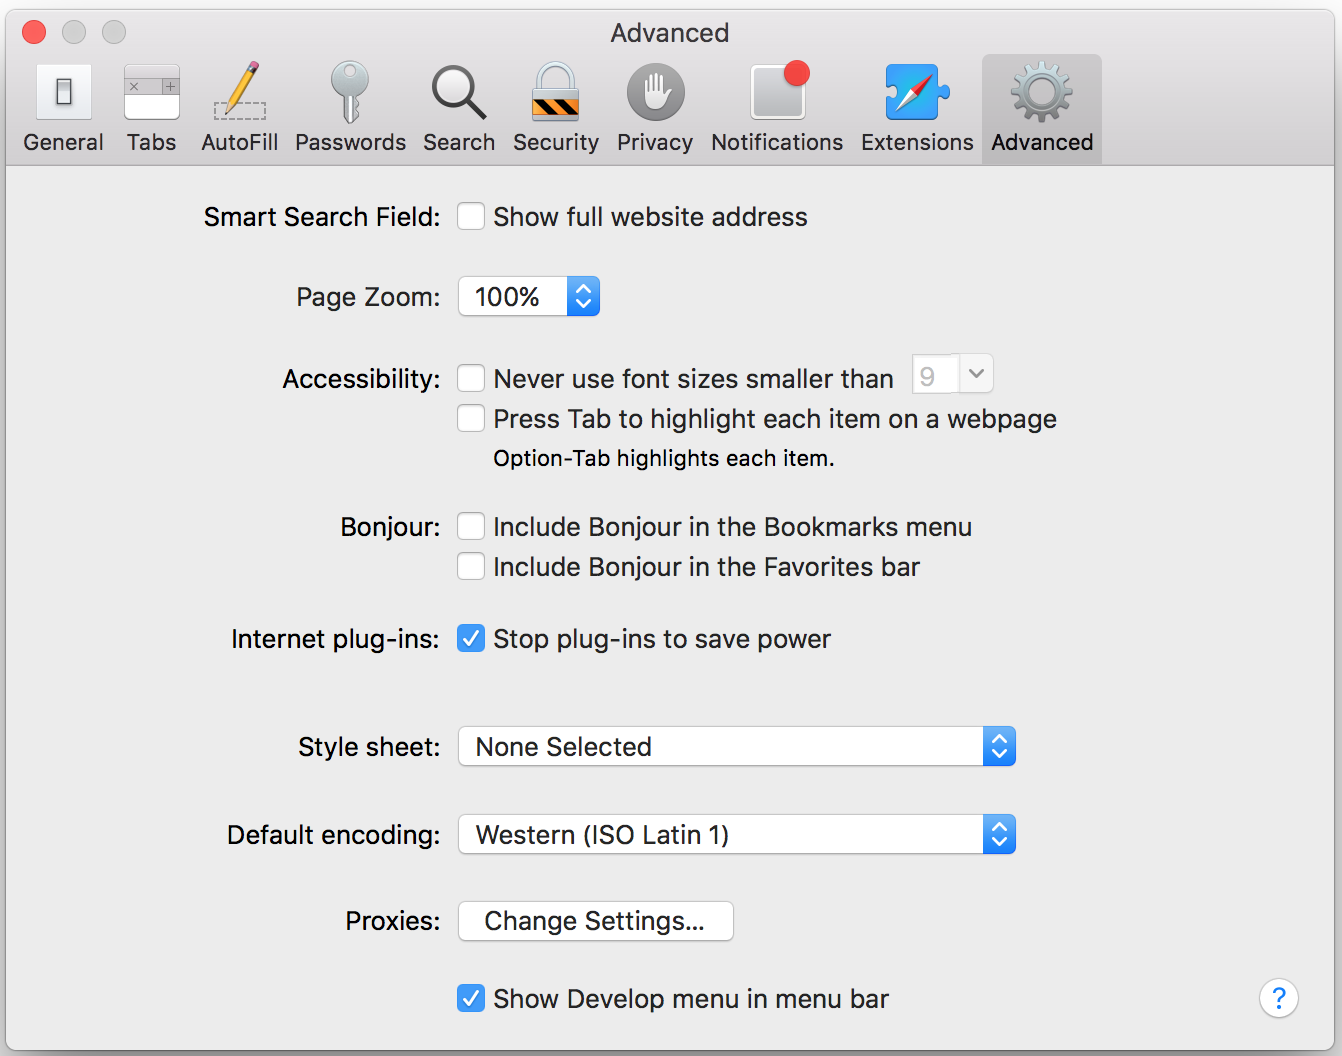 Advanced
General Tabs AutoFill Passwords Search Security Privacy Notifications Extensions Advanced
Smart Search Field: Show full website address
Page Zoom: 100%
Accessibility: Never use font sizes smaller than 9
Press Tab to highlight each item on a webpage
Option-Tab highlights each item.
Bonjour: Include Bonjour in the Bookmarks menu
Include Bonjour in the Favorites bar
Internet plug-ins: Stop plug-ins to save power
Style sheet: None Selected
Default encoding: Western (ISO Latin 1)
Proxies: Change Settings...
Show Develop menu in menu bar
?